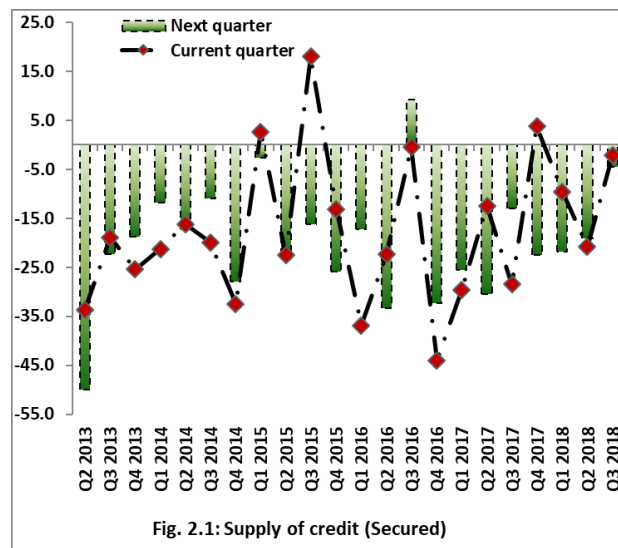 Next quarter
Current quarter
25.0
15.0
5.0
-5.0
-15.0
-25.0
-35.0
-45.0
-55.0
Q2 2013
Q3 2013
Q4 2013
Q1 2014
Q2 2014
Q3 2014
Q4 2014
Q1 2015
Q2 2015
Q3 2015
Q4 2015
Q1 2016
Q2 2016
Q3 2016
Q4 2016
Q1 2017
Q2 2017
Q3 2017
Q4 2017
Q1 2018
Q2 2018
Q3 2018
Fig. 2.1: Supply of credit (Secured)